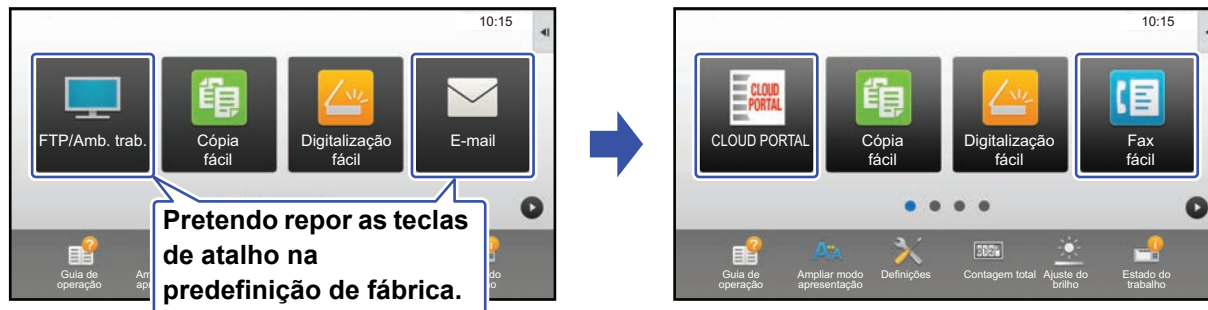 10:15
FTP/Amb. trab.
Cópia
fácil
Digitalização
fácil
E-mail
Pretendo repor as teclas
de atalho na
predefinição de fábrica.
Guia de
operação
10:15
CLOUD
PORTAL
CLOUD PORTAL
Cópia
fácil
Digitalização
fácil
Fax
fácil
Guia de
operação
Ampliar modo
apresentação
Definições
Contagem total
Ajuste do
brilho
Estado do
trabalho